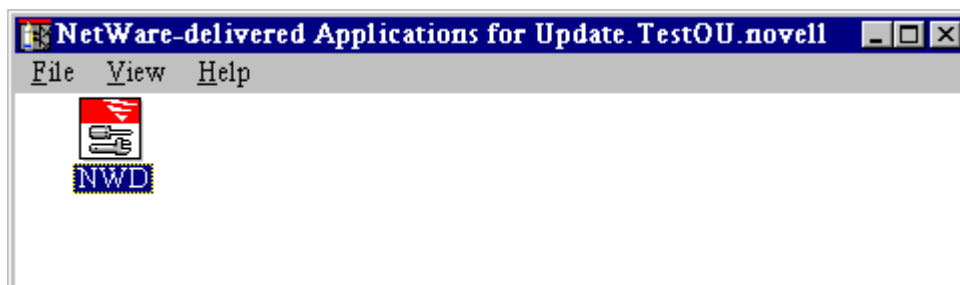 NetWare-delivered Applications for Update.TestOU.novell
File View Help
NWD